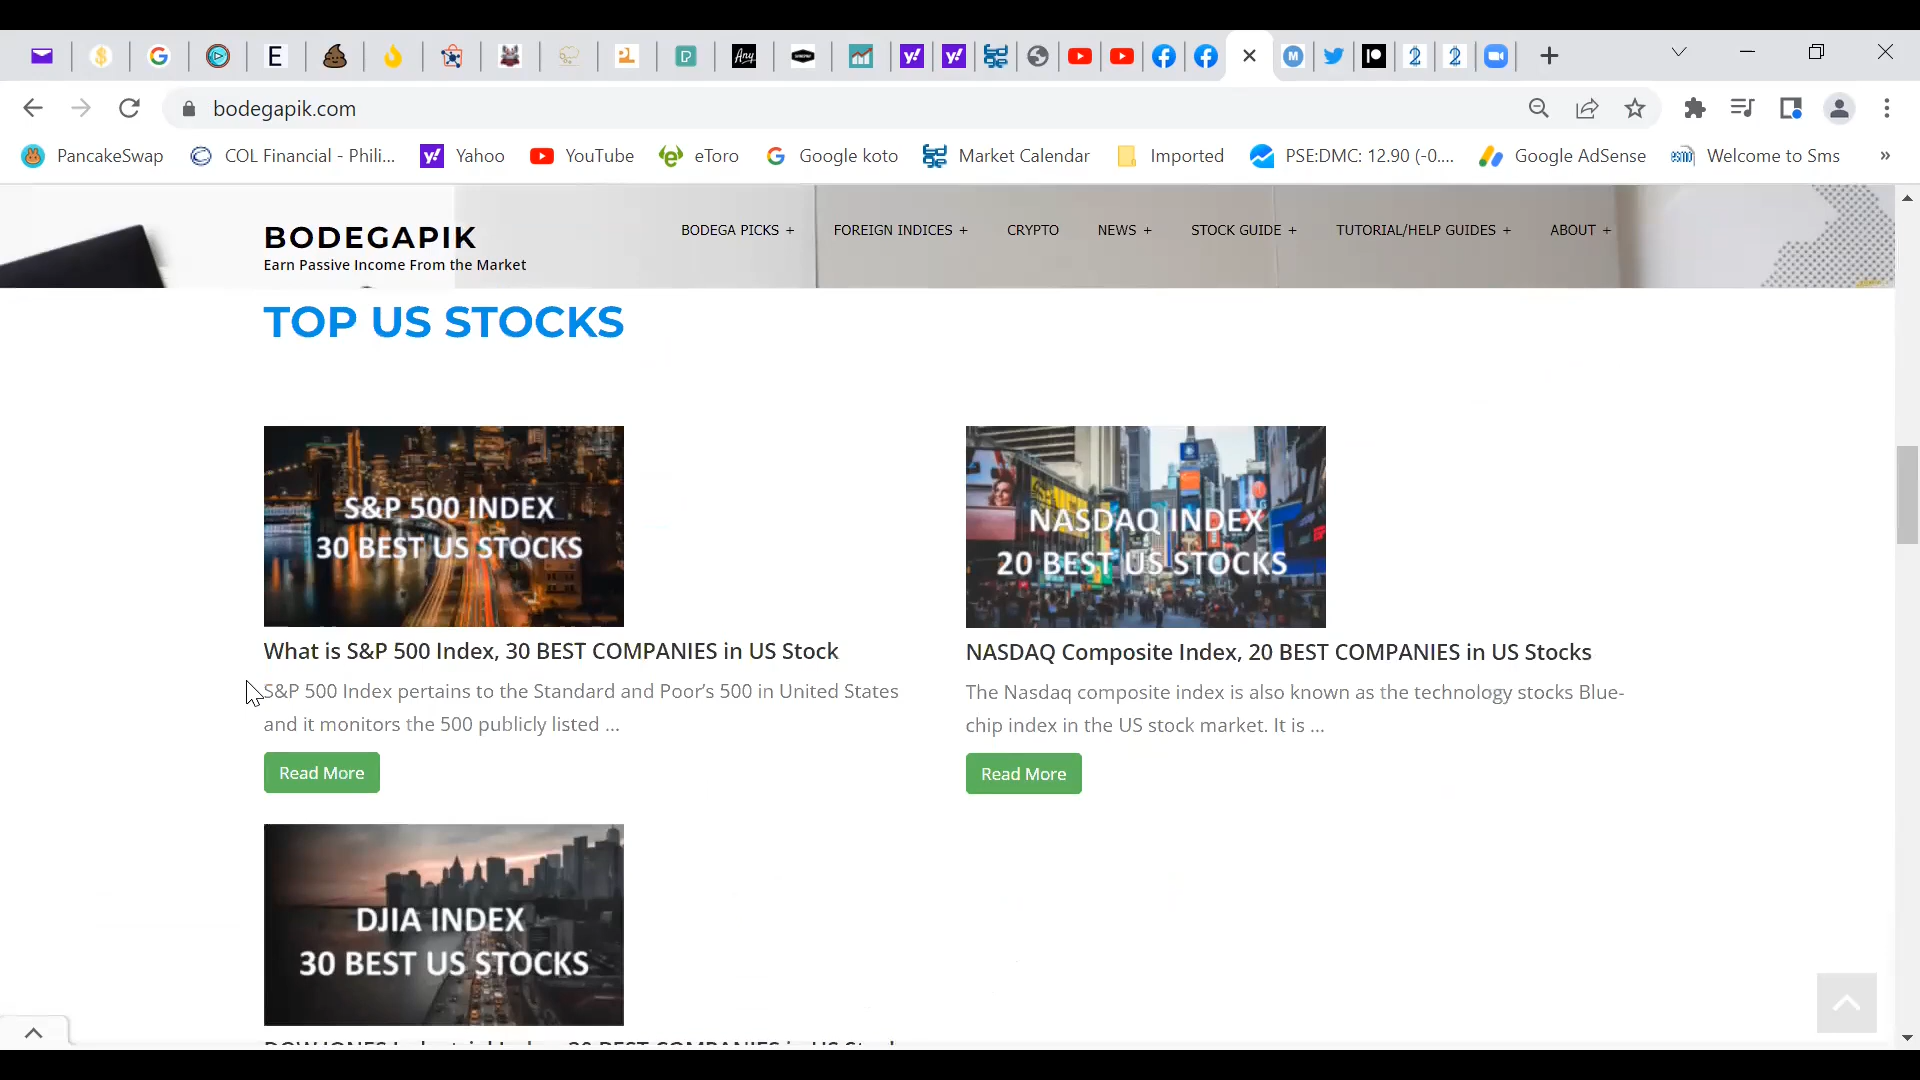 bodegapik.com
PancakeSwap
COL Financial - Phili...
Yahoo
YouTube
eToro
Google koto
Market Calendar
Imported
PSE:DMC: 12.90 (-0....
Google AdSense
Welcome to Sms
»
BODEGAPIK
Earn Passive Income From the Market
BODEGA PICKS +
FOREIGN INDICES +
CRYPTO
NEWS +
STOCK GUIDE +
TUTORIAL/HELP GUIDES +
ABOUT +
TOP US STOCKS
S&P 500 INDEX
30 BEST US STOCKS
What is S&P 500 Index, 30 BEST COMPANIES in US Stock
S&P 500 Index pertains to the Standard and Poor’s 500 in United States
and it monitors the 500 publicly listed ...
Read More
NASDAQ INDEX
20 BEST US STOCKS
NASDAQ Composite Index, 20 BEST COMPANIES in US Stocks
The Nasdaq composite index is also known as the technology stocks Blue-
chip index in the US stock market. It is ...
Read More
DJIA INDEX
30 BEST US STOCKS